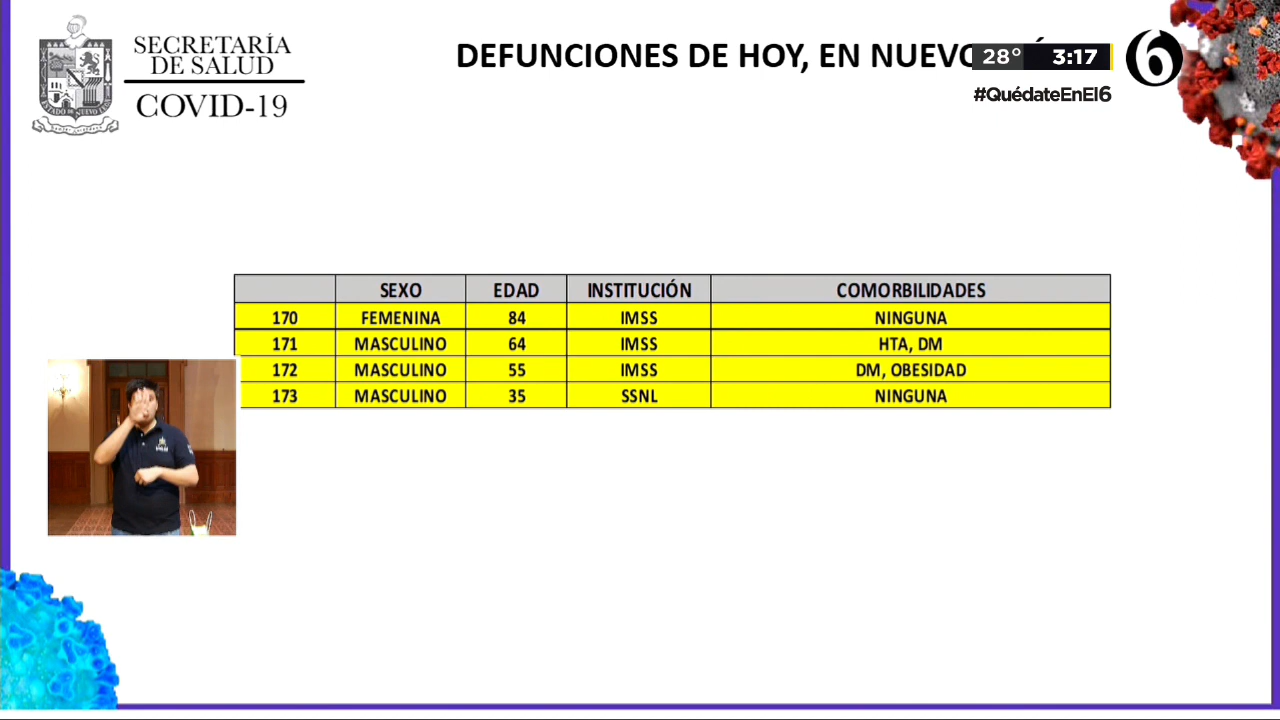 SECRETARÍA
DE SALUD
COVID-19
DEFUNCIONES DE HOY, EN NUEVO
28° 3:17
6
#QuédateEnEl6
SEXO EDAD INSTITUCIÓN COMORBILIDADES
170 FEMENINA 84 IMSS NINGUNA
171 MASCULINO 64 IMSS HTA, DM
172 MASCULINO 55 IMSS DM, OBESIDAD
173 MASCULINO 35 SSNL NINGUNA